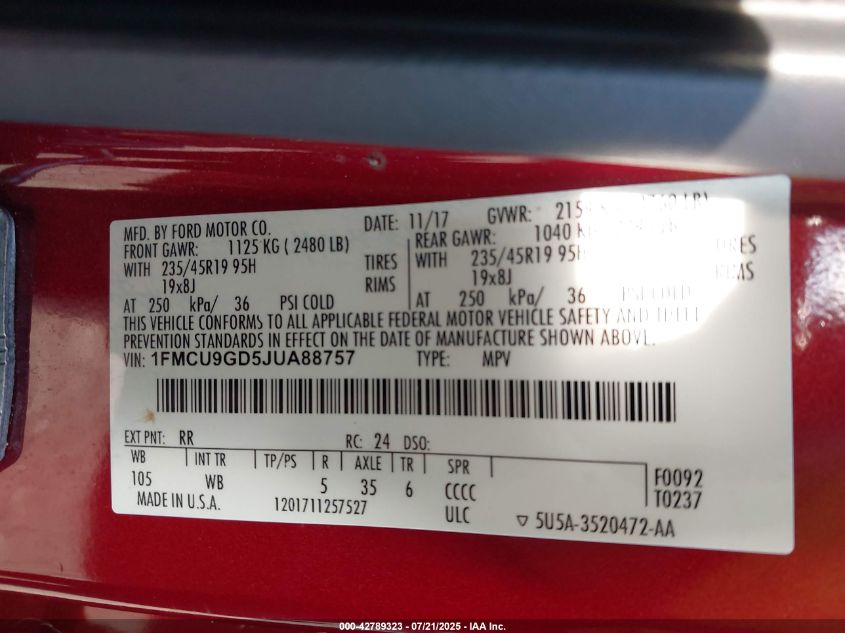 MFD. BY FORD MOTOR CO. DATE: 11/17 GVWR:
FRONT GAWR: 1125 KG ( 2480 LB) REAR GAWR: 1040
WITH 235/45R19 95H TIRES WITH 235/45R19 95H TIRES
19x8J RIMS 19x8J RIMS
AT 250 kPa/ 36 PSI COLD AT 250 kPa/ 36 PSI COLD
THIS VEHICLE CONFORMS TO ALL APPLICABLE FEDERAL MOTOR VEHICLE SAFETY AND THEFT
PREVENTION STANDARDS IN EFFECT ON THE DATE OF MANUFACTURE SHOWN ABOVE.
VIN: 1FMCU9GD5JUA88757 TYPE: MPV
EXT PNT: RR RC: 24 DSO:
WB INT TR TP/PS R AXLE TR SPR F0092
105 WB 5 35 6 CCCC T0237
MADE IN U.S.A. 1201711257527 ULC ▽ 5U5A-3520472-AA
000-42789323 / 07/21/2025 - IAA Inc.